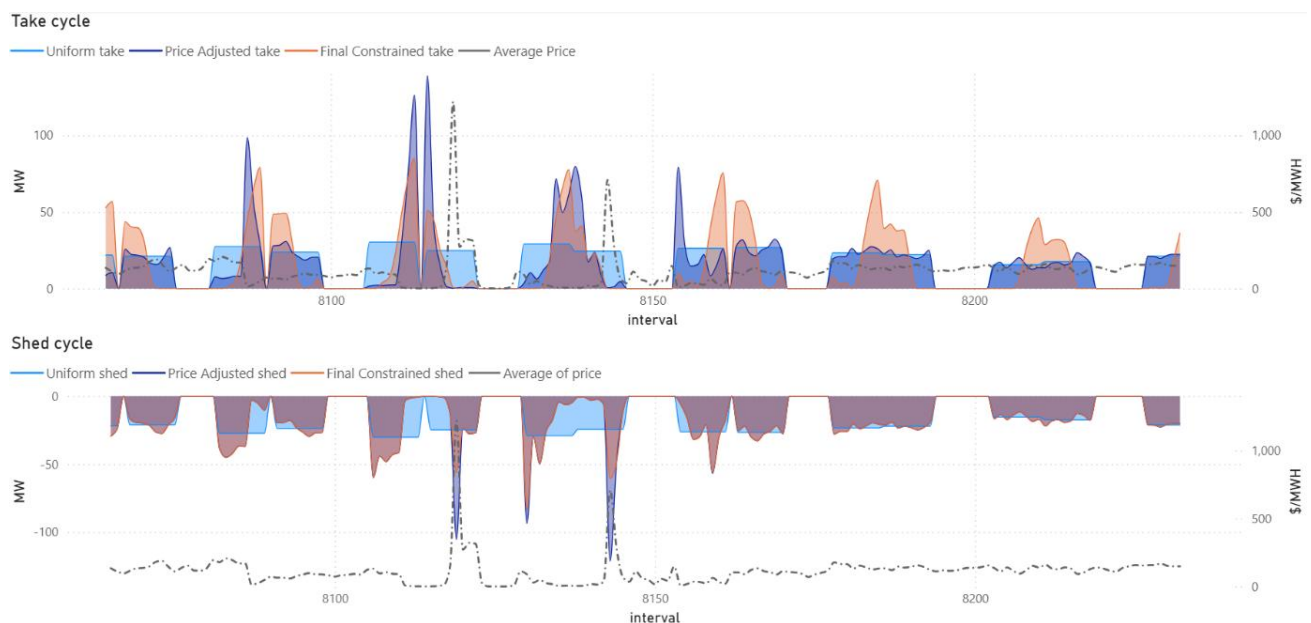 Take cycle
Uniform take Price Adjusted take Final Constrained take Average Price
100 1,000
MW $/MWH
50 500
0 0
8100 8150 8200
interval
Shed cycle
Uniform shed Price Adjusted shed Final Constrained shed Average of price
0
-50 1,000
MW $/MWH
-100 500
0
8100 8150 8200
interval